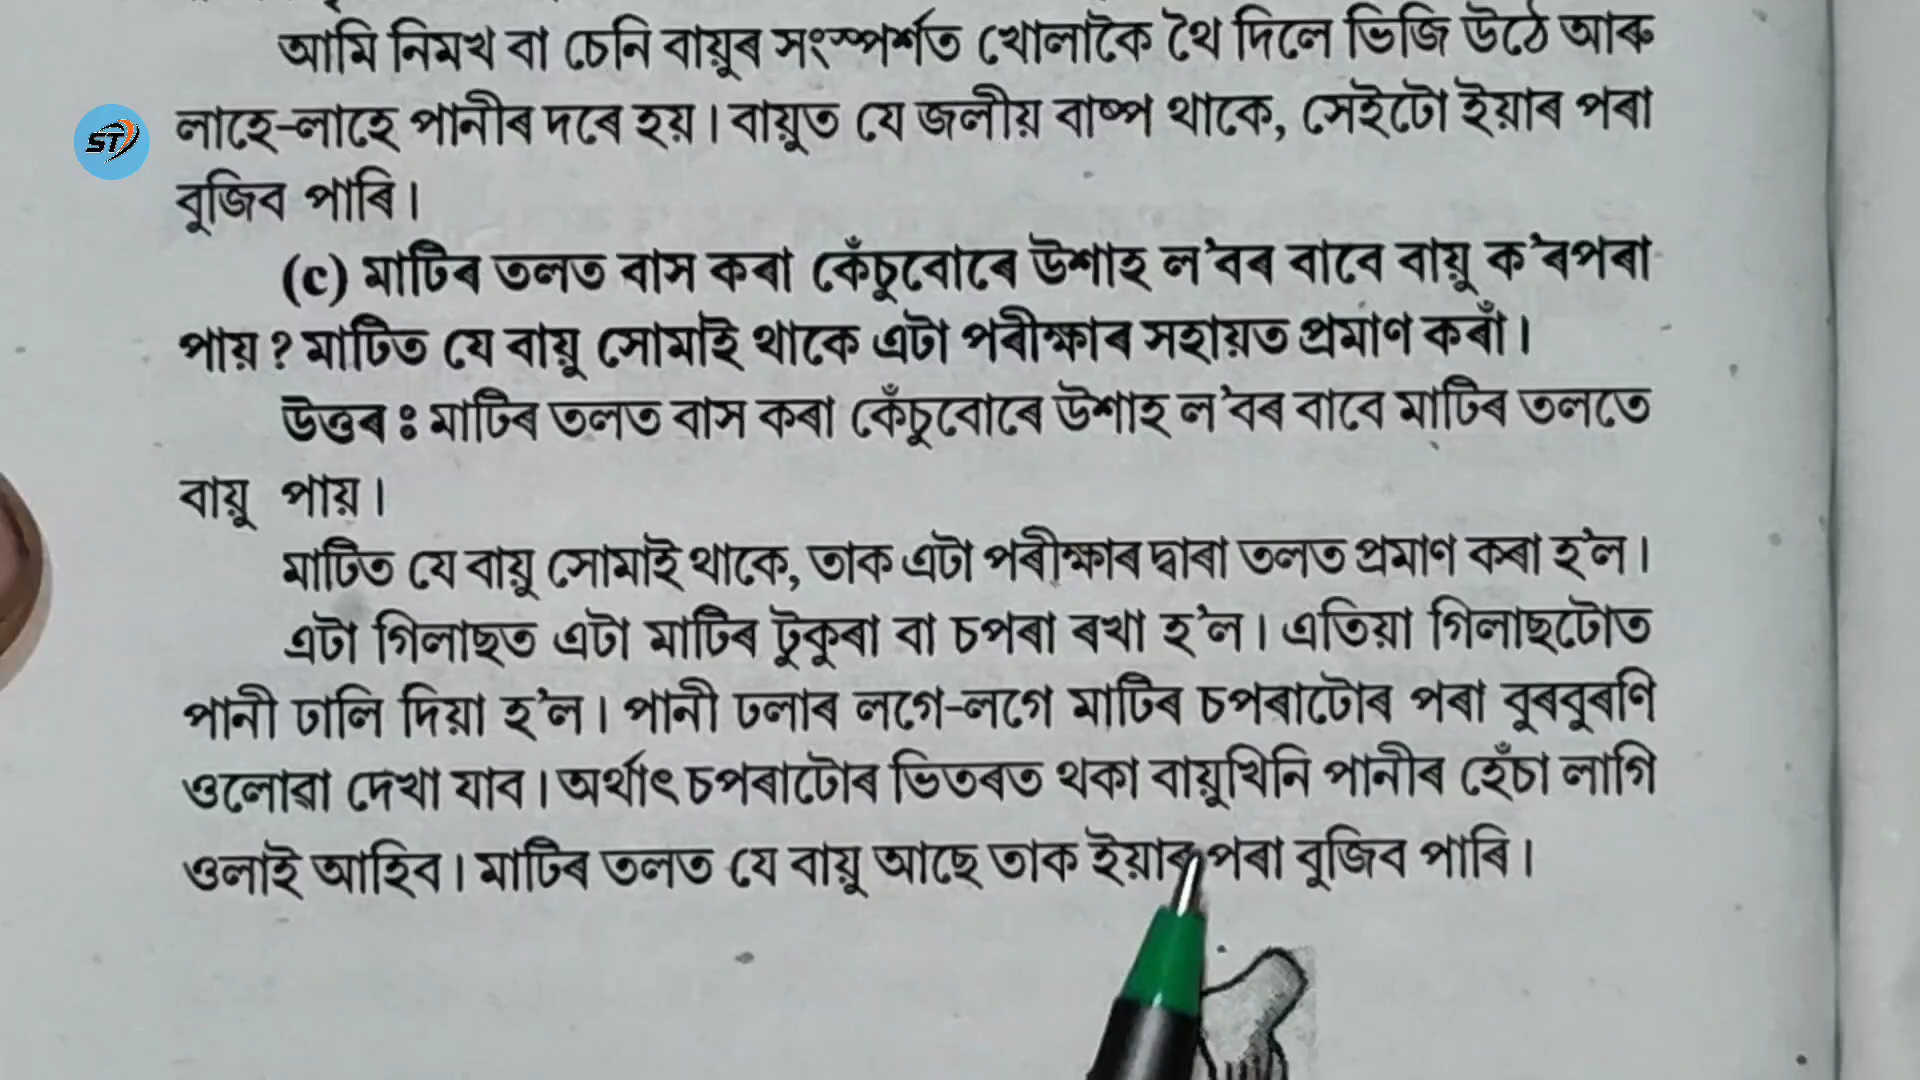 আমি নিমখ বা চেনি বায়ুৰ সংস্পৰ্শত খোলাকৈ থৈ দিলে ভিজি উঠে আৰু
লাহে-লাহে পানীৰ দৰে হয়। বায়ুত যে জলীয় বাষ্প থাকে, সেইটো ইয়াৰ পৰা
ST
বুজিব পাৰি।
(c) মাটিৰ তলত বাস কৰা কেঁচুবোৰে উশাহ ল'বৰ বাবে বায়ু ক'ৰপৰা
পায়? মাটিত যে বায়ু সোমাই থাকে এটা পৰীক্ষাৰ সহায়ত প্ৰমাণ কৰাঁ।
উত্তৰ ঃ মাটিৰ তলত বাস কৰা কেঁচুবোৰে উশাহ ল'বৰ বাবে মাটিৰ তলতে
বায়ু পায়।
মাটিত যে বায়ু সোমাই থাকে, তাক এটা পৰীক্ষাৰ দ্বাৰা তলত প্ৰমাণ কৰা হ'ল।
এটা গিলাছত এটা মাটিৰ টুকুৰা বা চপৰা ৰখা হ'ল। এতিয়া গিলাছটোত
পানী ঢালি দিয়া হ'ল। পানী ঢলাৰ লগে-লগে মাটিৰ চপৰাটোৰ পৰা বুৰবুৰণি
ওলোৱা দেখা যাব। অৰ্থাৎ চপৰাটোৰ ভিতৰত থকা বায়ুখিনি পানীৰ হেঁচা লাগি
ওলাই আহিব। মাটিৰ তলত যে বায়ু আছে তাক ইয়াৰ পৰা বুজিব পাৰি।